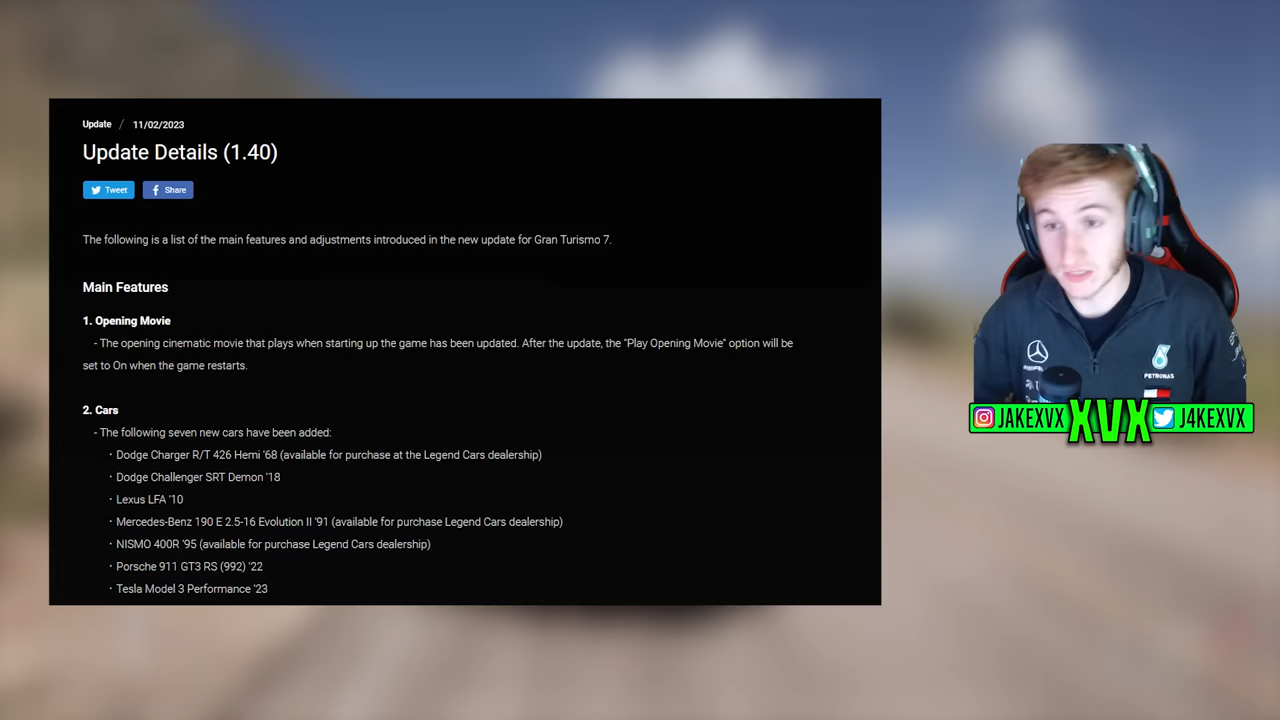 Update / 11/02/2023
Update Details (1.40)
Tweet
Share
The following is a list of the main features and adjustments introduced in the new update for Gran Turismo 7.
Main Features
1. Opening Movie
- The opening cinematic movie that plays when starting up the game has been updated. After the update, the "Play Opening Movie" option will be
set to On when the game restarts.
2. Cars
- The following seven new cars have been added:
・Dodge Charger R/T 426 Hemi '68 (available for purchase at the Legend Cars dealership)
・Dodge Challenger SRT Demon '18
・Lexus LFA '10
・Mercedes-Benz 190 E 2.5-16 Evolution II '91 (available for purchase Legend Cars dealership)
・NISMO 400R '95 (available for purchase Legend Cars dealership)
・Porsche 911 GT3 RS (992) '22
・Tesla Model 3 Performance '23
PETRONAS
JAKEXVX
XVX
J4KEXVX